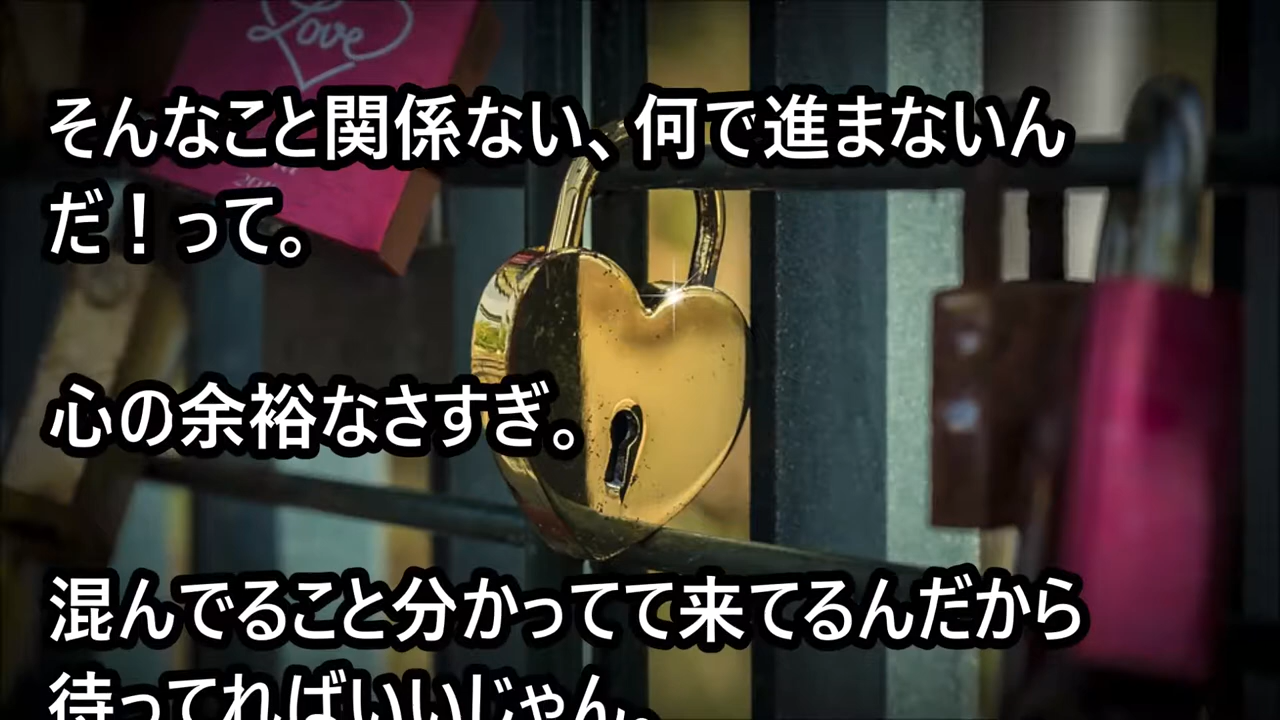 Love
そんなこと関係ない、何で進まないん
だ！って。
心の余裕なさすぎ。
混んでること分かってて来てるんだから
待ってればいいじゃん。